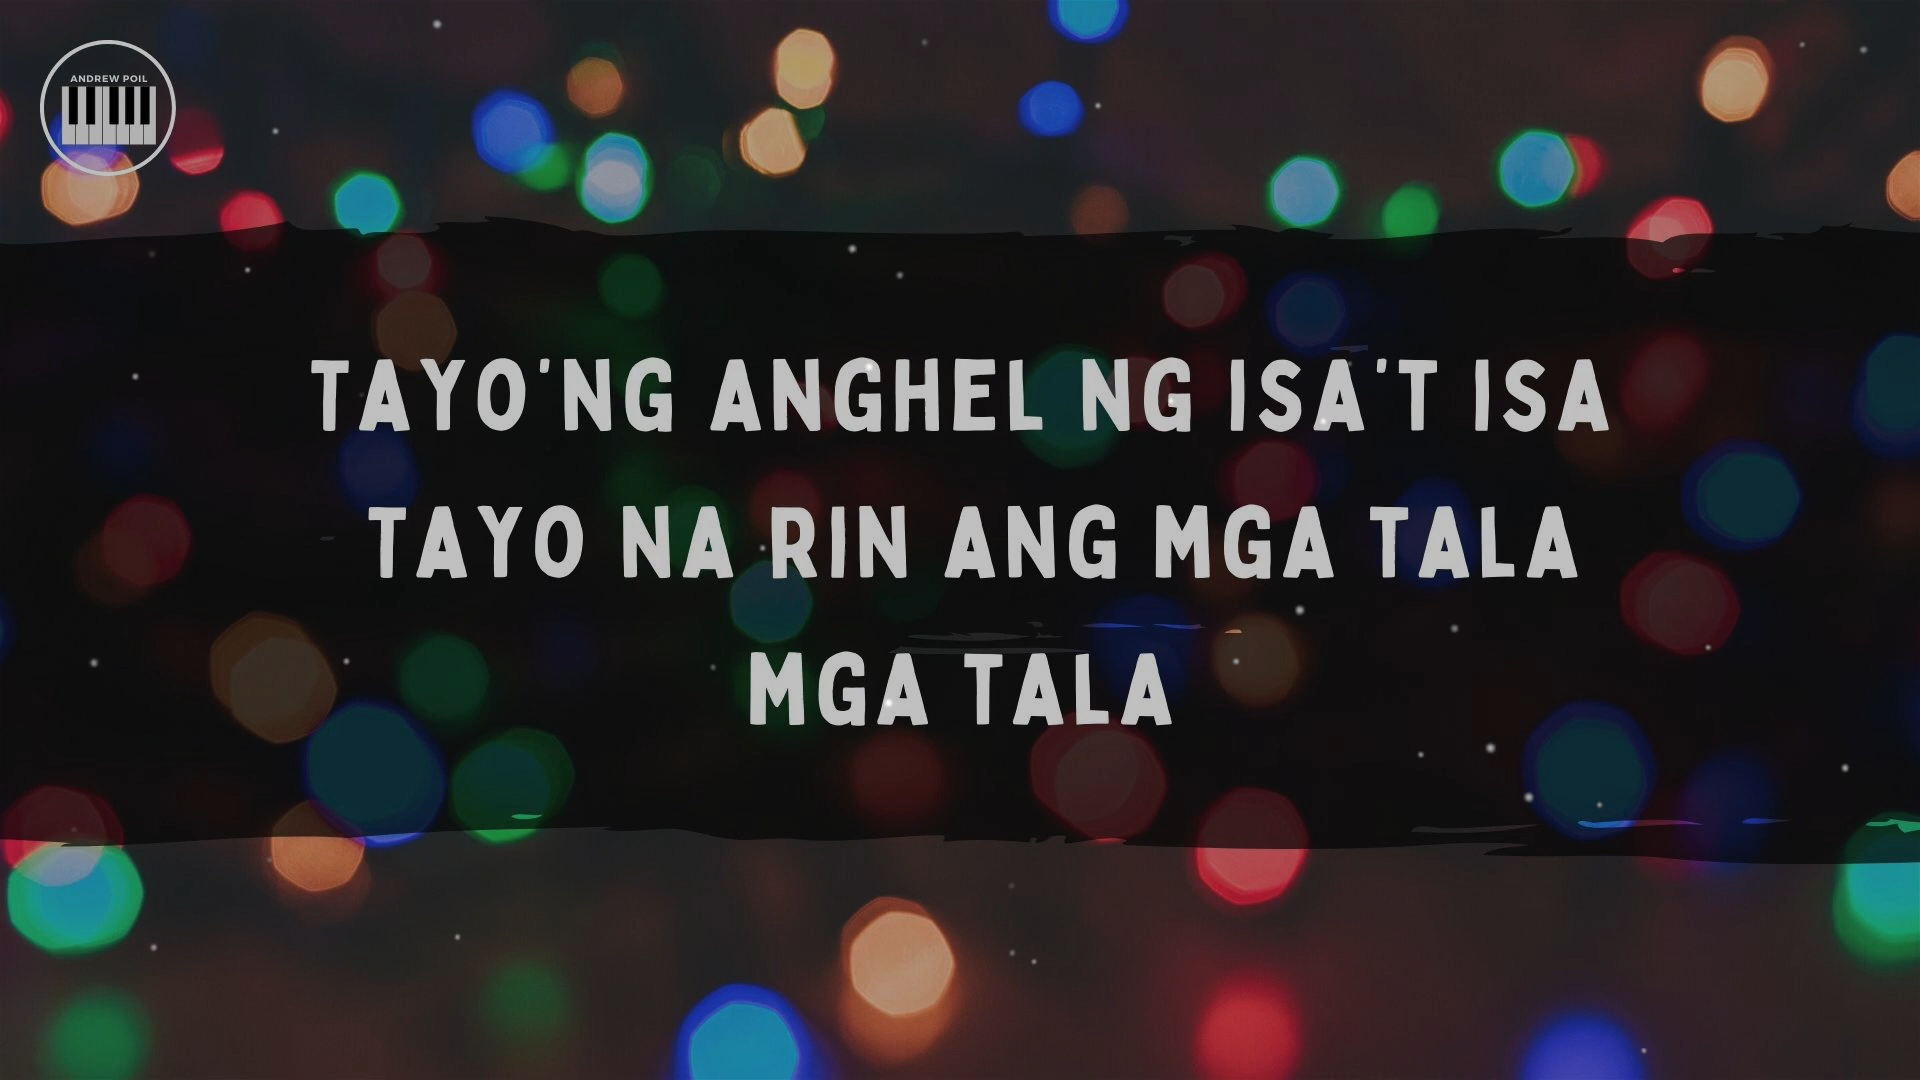 ANDREW POIL
TAYO'NG ANGHEL NG ISA'T ISA
TAYO NA RIN ANG MGA TALA
MGA TALA